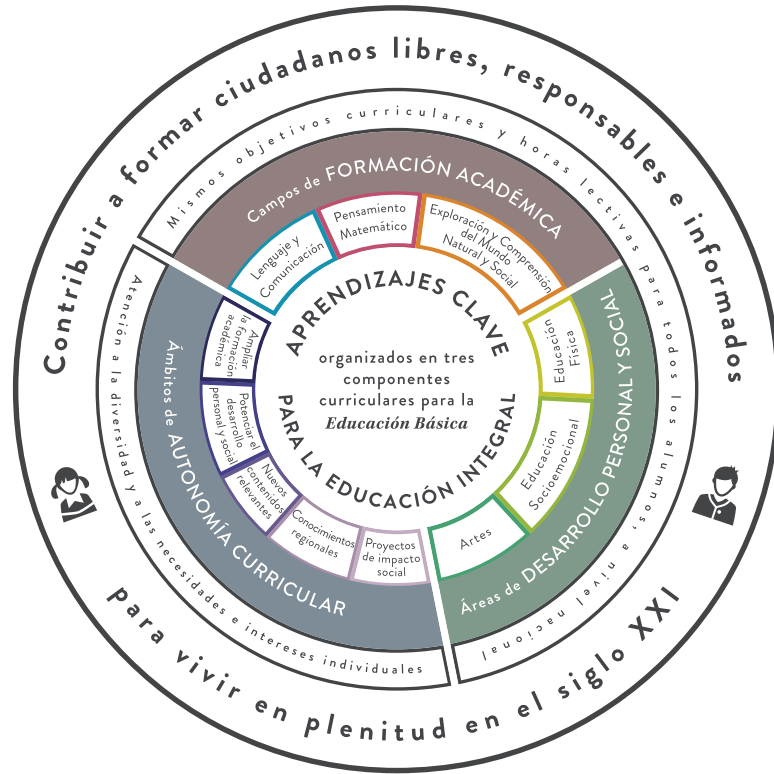 Contribuir a formar ciudadanos libres, responsables e informados
para vivir en plenitud en el siglo XXI
Mismos objetivos curriculares y horas lectivas para todos los alumnos, a nivel nacional
Atención a la diversidad y a las necesidades e intereses individuales
Campos de FORMACIÓN ACADÉMICA
Lenguaje y
Comunicación
Pensamiento
Matemático
Exploración y Comprensión
del Mundo
Natural y Social
Áreas de DESARROLLO PERSONAL Y SOCIAL
Educación
Física
Educación
Socioemocional
Artes
Ámbitos de AUTONOMÍA CURRICULAR
Ampliar
la formación
académica
Potenciar el
desarrollo
personal y social
Nuevos
contenidos
relevantes
Conocimientos
regionales
Proyectos
de impacto
social
APRENDIZAJES CLAVE
organizados en tres
componentes
curriculares para la
Educación Básica
PARA LA EDUCACIÓN INTEGRAL